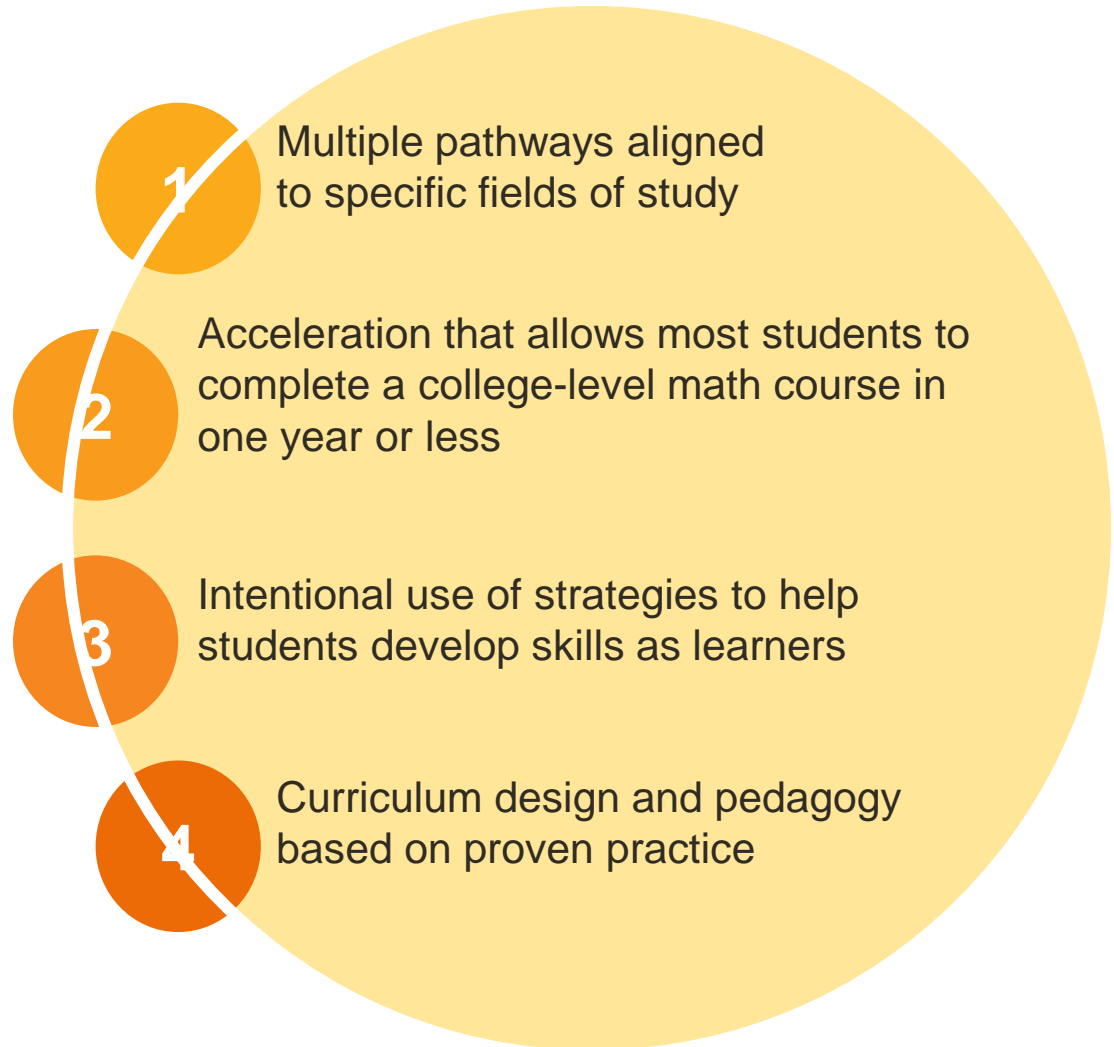 1
Multiple pathways aligned
to specific fields of study
2
Acceleration that allows most students to
complete a college-level math course in
one year or less
3
Intentional use of strategies to help
students develop skills as learners
4
Curriculum design and pedagogy
based on proven practice